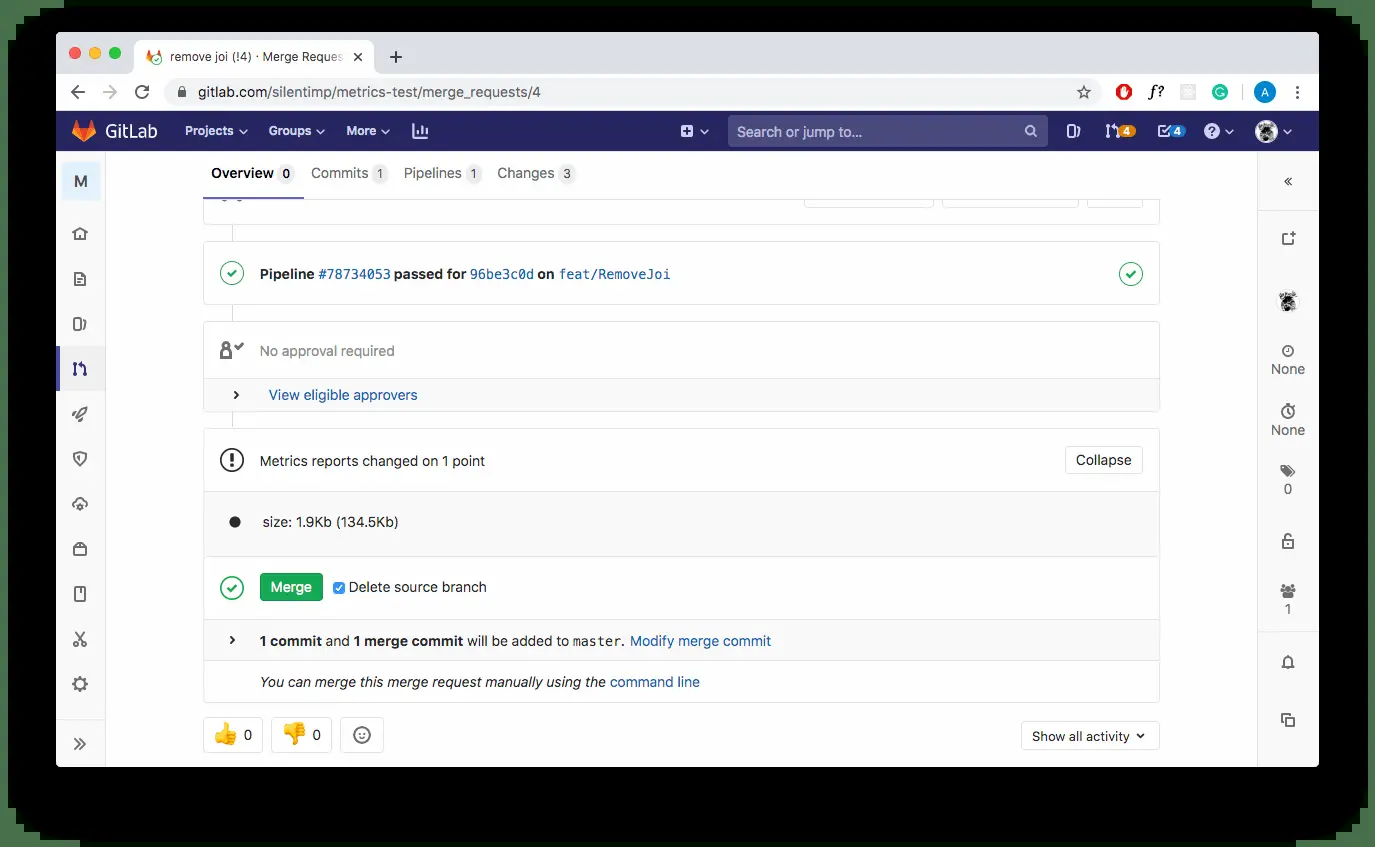 remove joi (!4) · Merge Reques
gitlab.com/silentimp/metrics-test/merge_requests/4
f?
A
GitLab
Projects
Groups
More
Search or jump to...
4
4
?
M
Overview 0
Commits 1
Pipelines 1
Changes 3
Pipeline #78734053 passed for 96be3c0d on feat/RemoveJoi
No approval required
View eligible approvers
Metrics reports changed on 1 point
Collapse
size: 1.9Kb (134.5Kb)
Merge
Delete source branch
1 commit and 1 merge commit will be added to master. Modify merge commit
You can merge this merge request manually using the command line
0
0
Show all activity
None
None
0
1